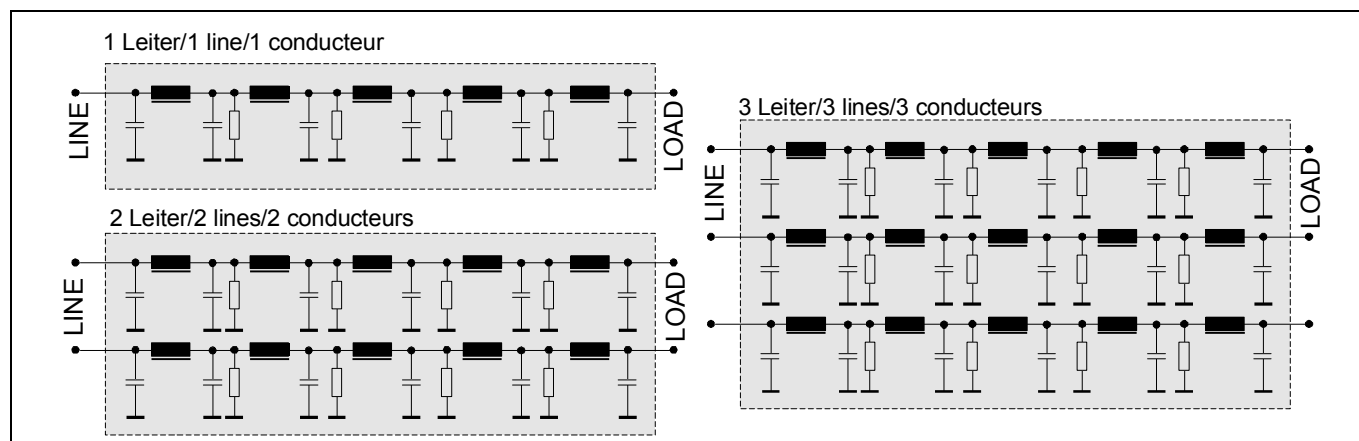 1 Leiter/1 line/1 conducteur
LINE
LOAD
2 Leiter/2 lines/2 conducteurs
LINE
LOAD
3 Leiter/3 lines/3 conducteurs
LINE
LOAD